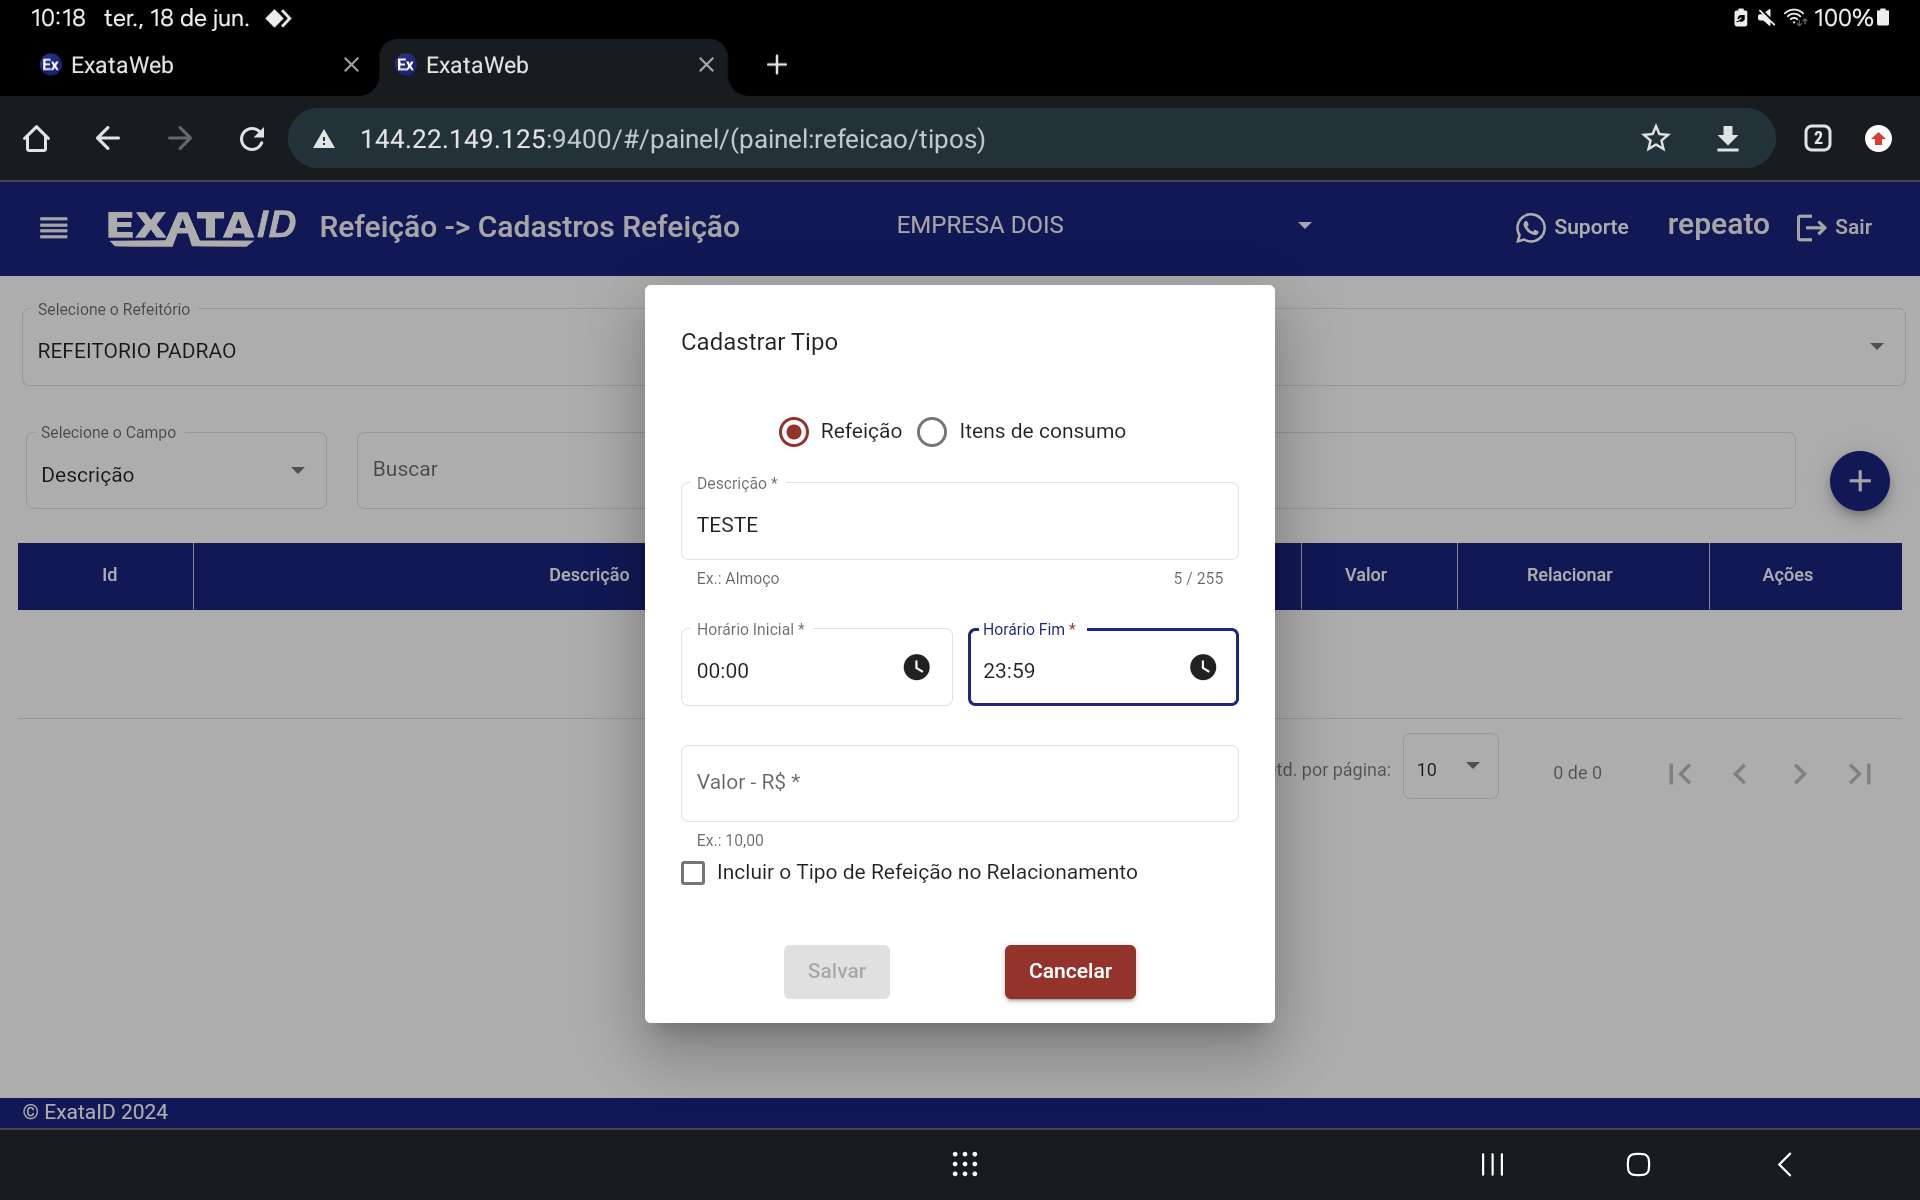 10:18 ter., 18 de jun. 100%
Ex ExataWeb Ex ExataWeb
144.22.149.125:9400/#/painel/(painel:refeicao/tipos) 2
EXATAID Refeição -> Cadastros Refeição EMPRESA DOIS Suporte repeato Sair
Selecione o Refeitório
REFEITORIO PADRAO
Cadastrar Tipo
Refeição Itens de consumo
Selecione o Campo
Descrição
Buscar
Descrição *
TESTE
Ex.: Almoço 5 / 255
Id Descrição Valor Relacionar Ações
Horário Inicial * Horário Fim *
00:00 23:59
Valor - R$ *
Ex.: 10,00
td. por página: 10 0 de 0
Incluir o Tipo de Refeição no Relacionamento
Salvar Cancelar
© ExataID 2024